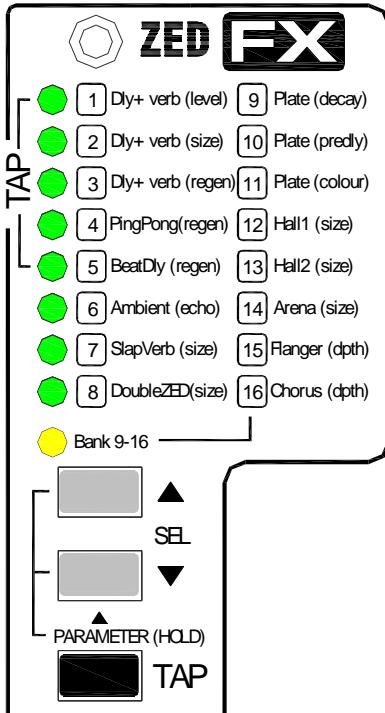 ZED FX
1 Dly+ verb (level) 9 Plate (decay)
2 Dly+ verb (size) 10 Plate (predly)
3 Dly+ verb (regen) 11 Plate (colour)
4 PingPong(regen) 12 Hall1 (size)
5 BeatDly (regen) 13 Hall2 (size)
6 Ambient (echo) 14 Arena (size)
7 SlapVerb (size) 15 Flanger (dpth)
8 DoubleZED(size) 16 Chorus (dpth)
TAP
Bank 9-16
SEL
PARAMETER (HOLD)
TAP